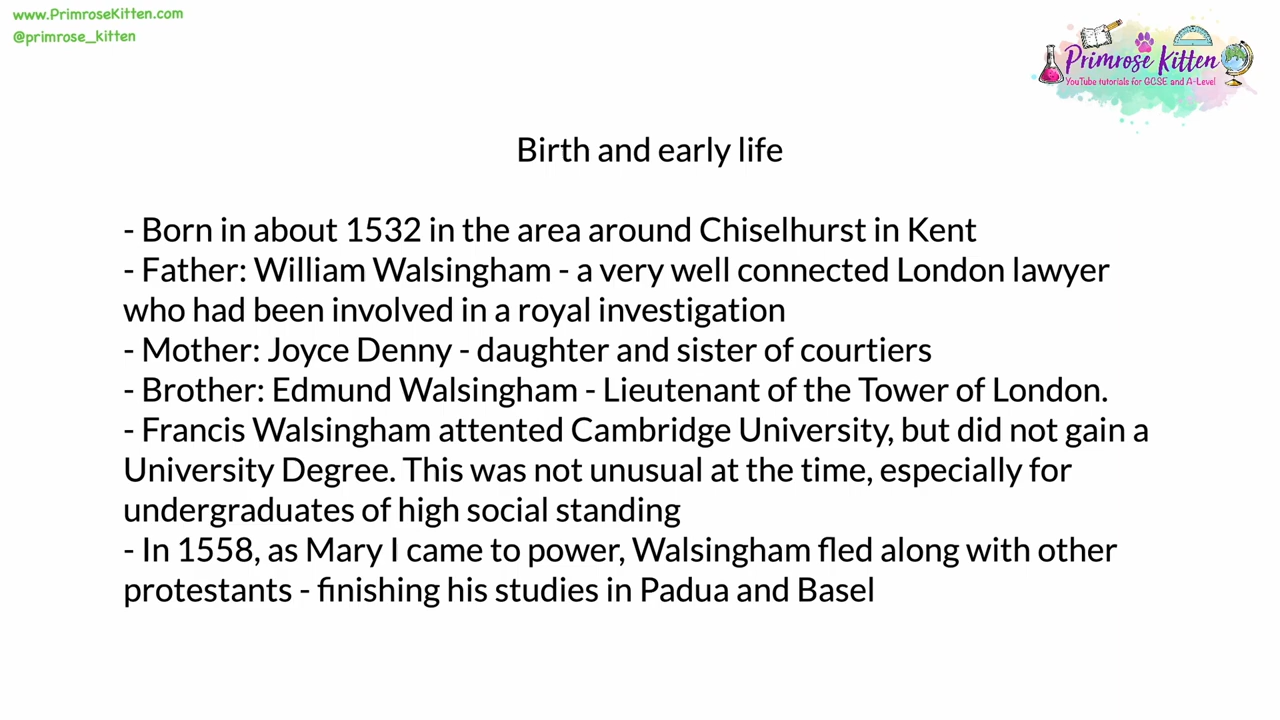 www.PrimroseKitten.com
@primrose_kitten
Primrose Kitten
YouTube tutorials for GCSE and A-Level
Birth and early life
- Born in about 1532 in the area around Chiselhurst in Kent
- Father: William Walsingham - a very well connected London lawyer
who had been involved in a royal investigation
- Mother: Joyce Denny - daughter and sister of courtiers
- Brother: Edmund Walsingham - Lieutenant of the Tower of London.
- Francis Walsingham attented Cambridge University, but did not gain a
University Degree. This was not unusual at the time, especially for
undergraduates of high social standing
- In 1558, as Mary I came to power, Walsingham fled along with other
protestants - finishing his studies in Padua and Basel